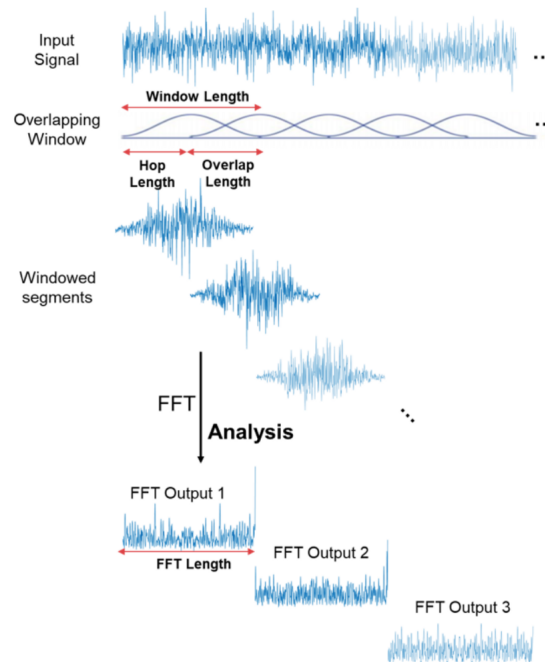 Input
Signal
Window Length
Overlapping
Window
Hop
Length
Overlap
Length
Windowed
segments
FFT
Analysis
FFT Output 1
FFT Length
FFT Output 2
FFT Output 3